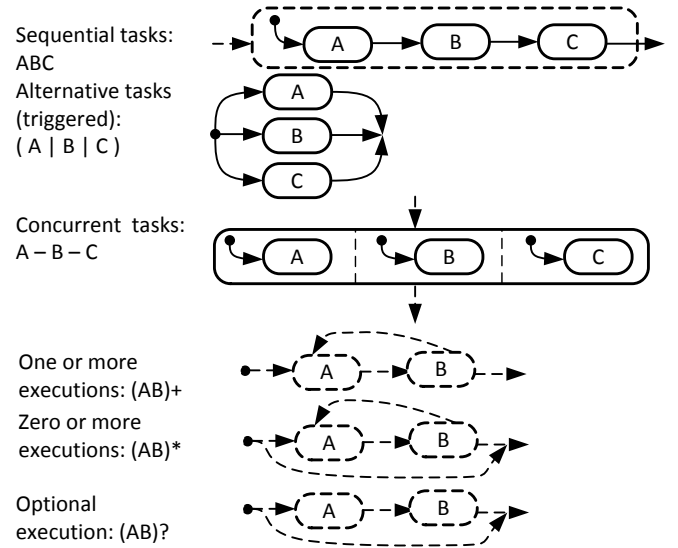 Sequential tasks:
ABC
A B C
Alternative tasks
(triggered):
( A | B | C )
A
B
C
Concurrent tasks:
A – B – C
A B C
One or more
executions: (AB)+
A B
Zero or more
executions: (AB)*
A B
Optional
execution: (AB)?
A B